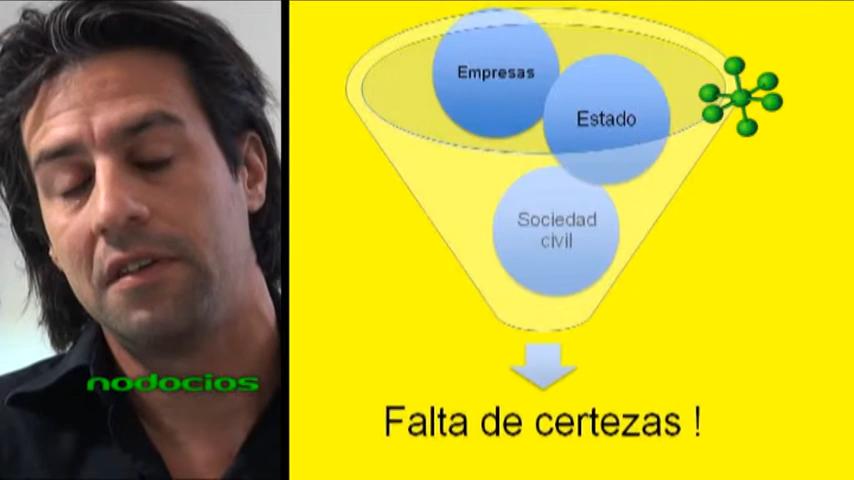 Empresas
Estado
Sociedad
civil
nodocios
Falta de certezas !